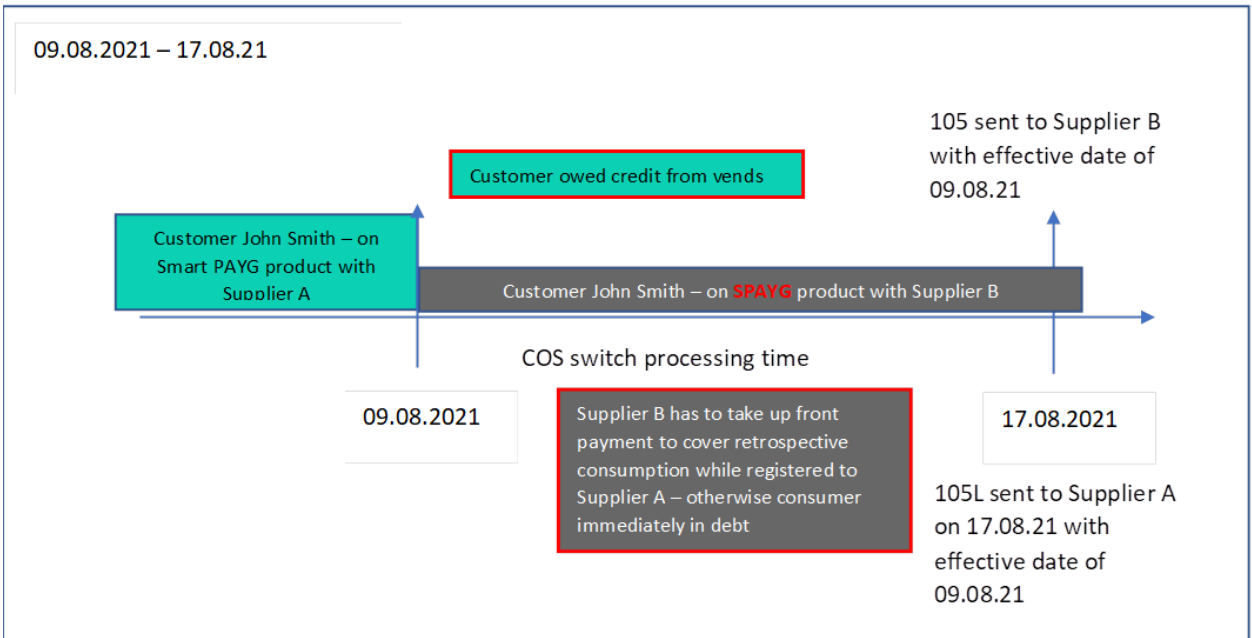 09.08.2021 – 17.08.21
105 sent to Supplier B
with effective date of
09.08.21
Customer owed credit from vends
Customer John Smith – on
Smart PAYG product with
Supplier A
Customer John Smith – on SPAYG product with Supplier B
COS switch processing time
09.08.2021
Supplier B has to take up front
payment to cover retrospective
consumption while registered to
Supplier A – otherwise consumer
immediately in debt
17.08.2021
105L sent to Supplier A
on 17.08.21 with
effective date of
09.08.21